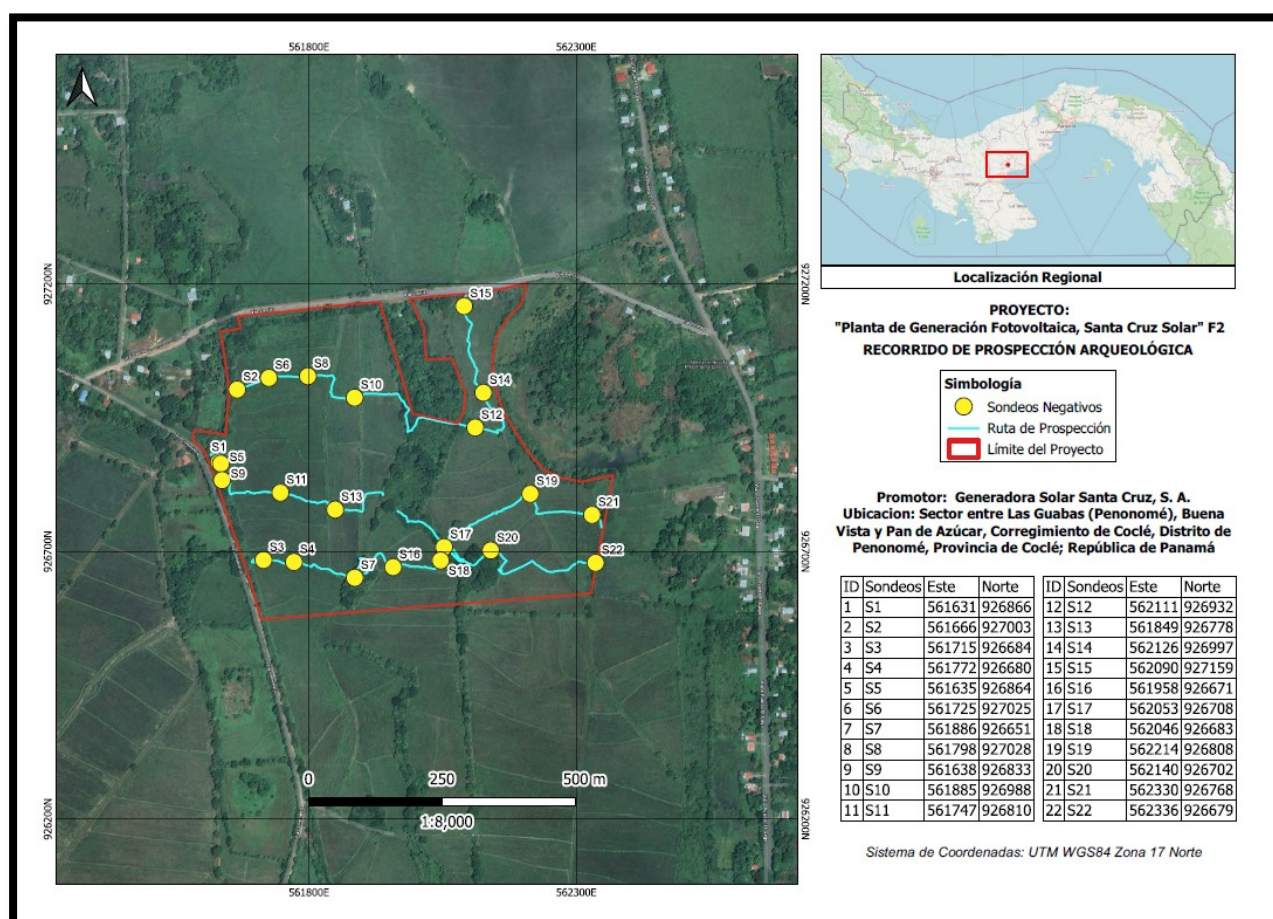 561800E
562300E
927200N
927200N
S15
S8
S6
S2
S10
S14
S12
S1
S5
S9
S11
S13
S19
S21
S17
S20
S3
S4
S16
S22
S7
S18
926700N
926700N
0
250
500 m
1:8,000
926200N
926200N
561800E
562300E
Localización Regional
PROYECTO:
"Planta de Generación Fotovoltaica, Santa Cruz Solar" F2
RECORRIDO DE PROSPECCIÓN ARQUEOLÓGICA
Simbología
Sondeos Negativos
Ruta de Prospección
Límite del Proyecto
Promotor: Generadora Solar Santa Cruz, S. A.
Ubicacion: Sector entre Las Guabas (Penonomé), Buena
Vista y Pan de Azúcar, Corregimiento de Coclé, Distrito de
Penonomé, Provincia de Coclé; República de Panamá
ID Sondeos Este Norte ID Sondeos Este Norte
1 S1 561631 926866 12 S12 562111 926932
2 S2 561666 927003 13 S13 561849 926778
3 S3 561715 926684 14 S14 562126 926997
4 S4 561772 926680 15 S15 562090 927159
5 S5 561635 926864 16 S16 561958 926671
6 S6 561725 927025 17 S17 562053 926708
7 S7 561886 926651 18 S18 562046 926683
8 S8 561798 927028 19 S19 562214 926808
9 S9 561638 926833 20 S20 562140 926702
10 S10 561885 926988 21 S21 562330 926768
11 S11 561747 926810 22 S22 562336 926679
Sistema de Coordenadas: UTM WGS84 Zona 17 Norte